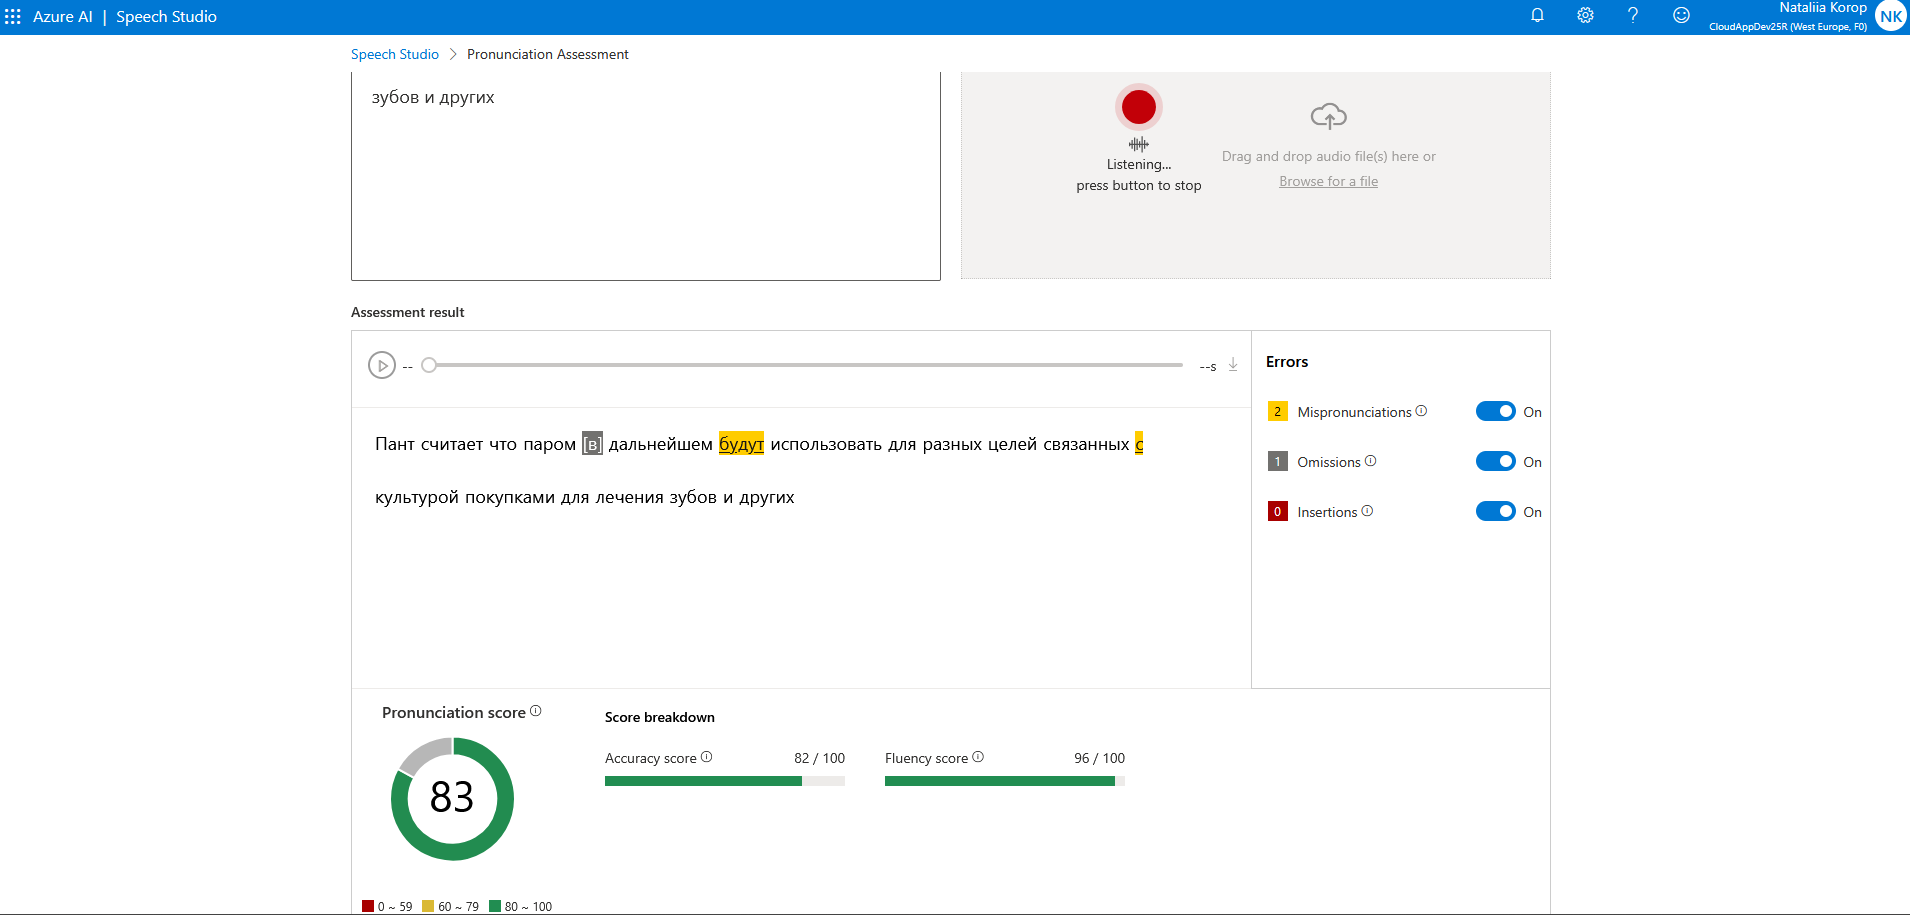 Azure AI | Speech Studio
Nataliia Korop
CloudAppDev25R (West Europe, F0)
NK
Speech Studio > Pronunciation Assessment
зубов и других
Listening...
press button to stop
Drag and drop audio file(s) here or
Browse for a file
Assessment result
--
--s
Пант считает что паром [в] дальнейшем будут использовать для разных целей связанных с
культурой покупками для лечения зубов и других
Errors
2 Mispronunciations On
1 Omissions On
0 Insertions On
Pronunciation score
83
0 ~ 59 60 ~ 79 80 ~ 100
Score breakdown
Accuracy score 82 / 100
Fluency score 96 / 100